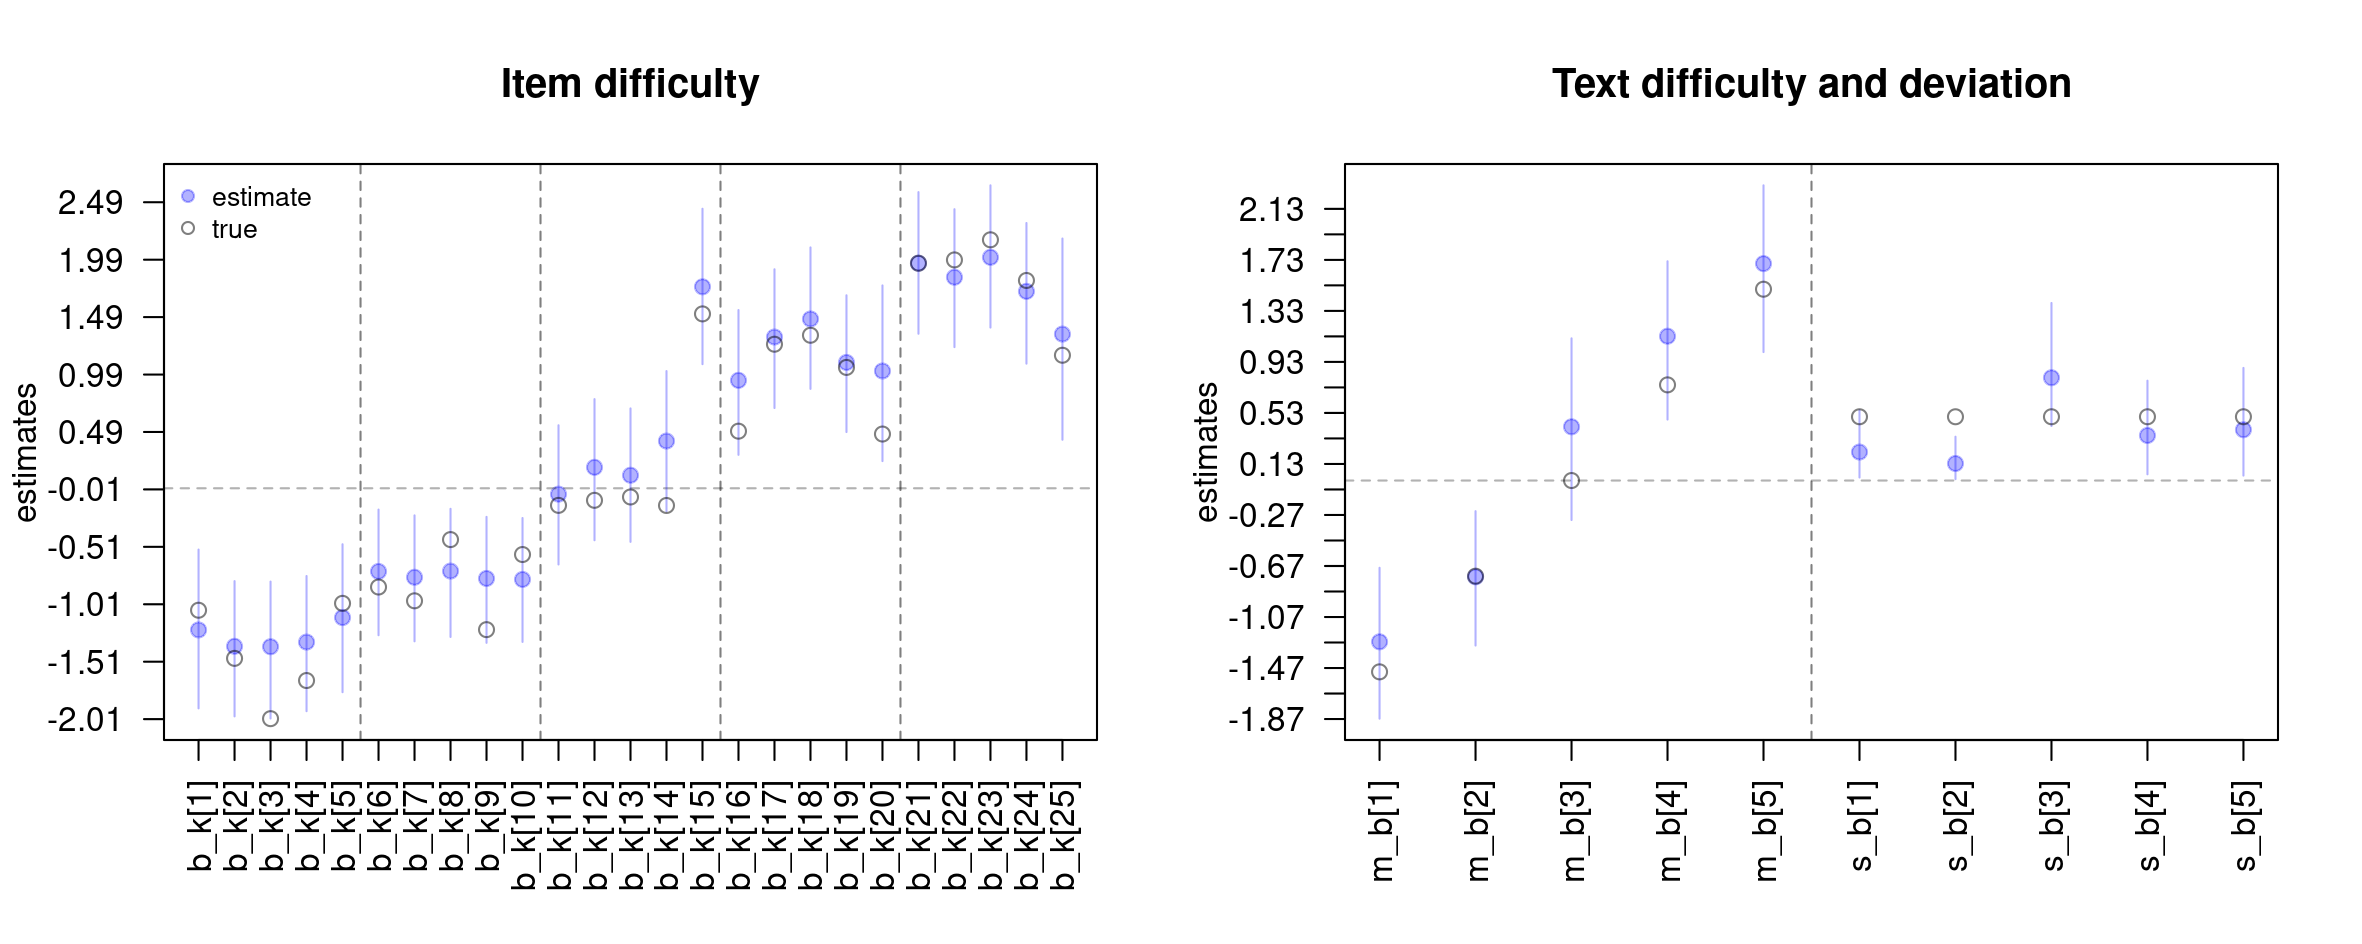 Item difficulty
estimate
true
2.49
1.99
1.49
0.99
0.49
-0.01
-0.51
-1.01
-1.51
-2.01
estimates
b_k[1]
b_k[2]
b_k[3]
b_k[4]
b_k[5]
b_k[6]
b_k[7]
b_k[8]
b_k[9]
b_k[10]
b_k[11]
b_k[12]
b_k[13]
b_k[14]
b_k[15]
b_k[16]
b_k[17]
b_k[18]
b_k[19]
b_k[20]
b_k[21]
b_k[22]
b_k[23]
b_k[24]
b_k[25]
Text difficulty and deviation
2.13
1.73
1.33
0.93
0.53
0.13
-0.27
-0.67
-1.07
-1.47
-1.87
estimates
m_b[1]
m_b[2]
m_b[3]
m_b[4]
m_b[5]
s_b[1]
s_b[2]
s_b[3]
s_b[4]
s_b[5]